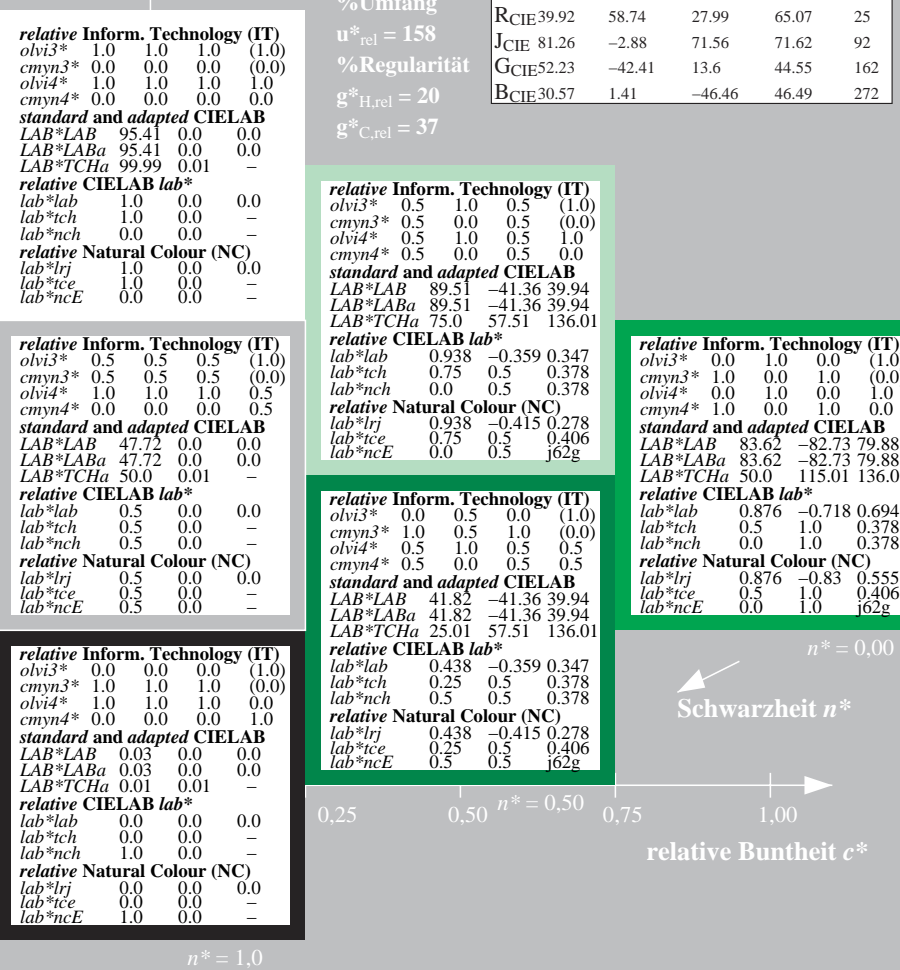 %Umfang
u*rel = 158
%Regularität
g*H,rel = 20
g*C,rel = 37
RCIE 39.92 58.74 27.99 65.07 25
JCIE 81.26 −2.88 71.56 71.62 92
GCIE 52.23 −42.41 13.6 44.55 162
BCIE 30.57 1.41 −46.46 46.49 272
relative Inform. Technology (IT)
olvi3* 1.0 1.0 1.0 (1.0)
cmyn3* 0.0 0.0 0.0 (0.0)
olvi4* 1.0 1.0 1.0 1.0
cmyn4* 0.0 0.0 0.0 0.0
standard and adapted CIELAB
LAB*LAB 95.41 0.0 0.0
LAB*LABa 95.41 0.0 0.0
LAB*TCHa 99.99 0.01 –
relative CIELAB lab*
lab*lab 1.0 0.0 0.0
lab*tch 1.0 0.0 –
lab*nch 0.0 0.0 –
relative Natural Colour (NC)
lab*lrj 1.0 0.0 0.0
lab*tce 1.0 0.0 –
lab*ncE 0.0 0.0 –
relative Inform. Technology (IT)
olvi3* 0.5 1.0 0.5 (1.0)
cmyn3* 0.5 0.0 0.5 (0.0)
olvi4* 0.5 1.0 0.5 1.0
cmyn4* 0.5 0.0 0.5 0.0
standard and adapted CIELAB
LAB*LAB 89.51 −41.36 39.94
LAB*LABa 89.51 −41.36 39.94
LAB*TCHa 75.0 57.51 136.01
relative CIELAB lab*
lab*lab 0.938 −0.359 0.347
lab*tch 0.75 0.5 0.378
lab*nch 0.0 0.5 0.378
relative Natural Colour (NC)
lab*lrj 0.938 −0.415 0.278
lab*tce 0.75 0.5 0.406
lab*ncE 0.0 0.5 j62g
relative Inform. Technology (IT)
olvi3* 0.5 0.5 0.5 (1.0)
cmyn3* 0.5 0.5 0.5 (0.0)
olvi4* 1.0 1.0 1.0 0.5
cmyn4* 0.0 0.0 0.0 0.5
standard and adapted CIELAB
LAB*LAB 47.72 0.0 0.0
LAB*LABa 47.72 0.0 0.0
LAB*TCHa 50.0 0.01 –
relative CIELAB lab*
lab*lab 0.5 0.0 0.0
lab*tch 0.5 0.0 –
lab*nch 0.5 0.0 –
relative Natural Colour (NC)
lab*lrj 0.5 0.0 0.0
lab*tce 0.5 0.0 –
lab*ncE 0.5 0.0 –
relative Inform. Technology (IT)
olvi3* 0.0 1.0 0.0 (1.0
cmyn3* 1.0 0.0 1.0 (0.0
olvi4* 0.0 1.0 0.0 1.0
cmyn4* 1.0 0.0 1.0 0.0
standard and adapted CIELAB
LAB*LAB 83.62 −82.73 79.88
LAB*LABa 83.62 −82.73 79.88
LAB*TCHa 50.0 115.01 136.0
relative CIELAB lab*
lab*lab 0.876 −0.718 0.694
lab*tch 0.5 1.0 0.378
lab*nch 0.0 1.0 0.378
relative Natural Colour (NC)
lab*lrj 0.876 −0.83 0.555
lab*tce 0.5 1.0 0.406
lab*ncE 0.0 1.0 j62g
n* = 0,00
relative Inform. Technology (IT)
olvi3* 0.0 0.5 0.0 (1.0)
cmyn3* 1.0 0.5 1.0 (0.0)
olvi4* 0.5 1.0 0.5 0.5
cmyn4* 0.5 0.0 0.5 0.5
standard and adapted CIELAB
LAB*LAB 41.82 −41.36 39.94
LAB*LABa 41.82 −41.36 39.94
LAB*TCHa 25.01 57.51 136.01
relative CIELAB lab*
lab*lab 0.438 −0.359 0.347
lab*tch 0.25 0.5 0.378
lab*nch 0.5 0.5 0.378
relative Natural Colour (NC)
lab*lrj 0.438 −0.415 0.278
lab*tce 0.25 0.5 0.406
lab*ncE 0.5 0.5 j62g
Schwarzheit n*
relative Inform. Technology (IT)
olvi3* 0.0 0.0 0.0 (1.0)
cmyn3* 1.0 1.0 1.0 (0.0)
olvi4* 1.0 1.0 1.0 0.0
cmyn4* 0.0 0.0 0.0 1.0
standard and adapted CIELAB
LAB*LAB 0.03 0.0 0.0
LAB*LABa 0.03 0.0 0.0
LAB*TCHa 0.01 0.01 –
relative CIELAB lab*
lab*lab 0.0 0.0 0.0
lab*tch 0.0 0.0 –
lab*nch 1.0 0.0 –
relative Natural Colour (NC)
lab*lrj 0.0 0.0 0.0
lab*tce 0.0 0.0 –
lab*ncE 1.0 0.0 –
n* = 0,50
0,25 0,50 0,75 1,00
relative Buntheit c*
n* = 1,0